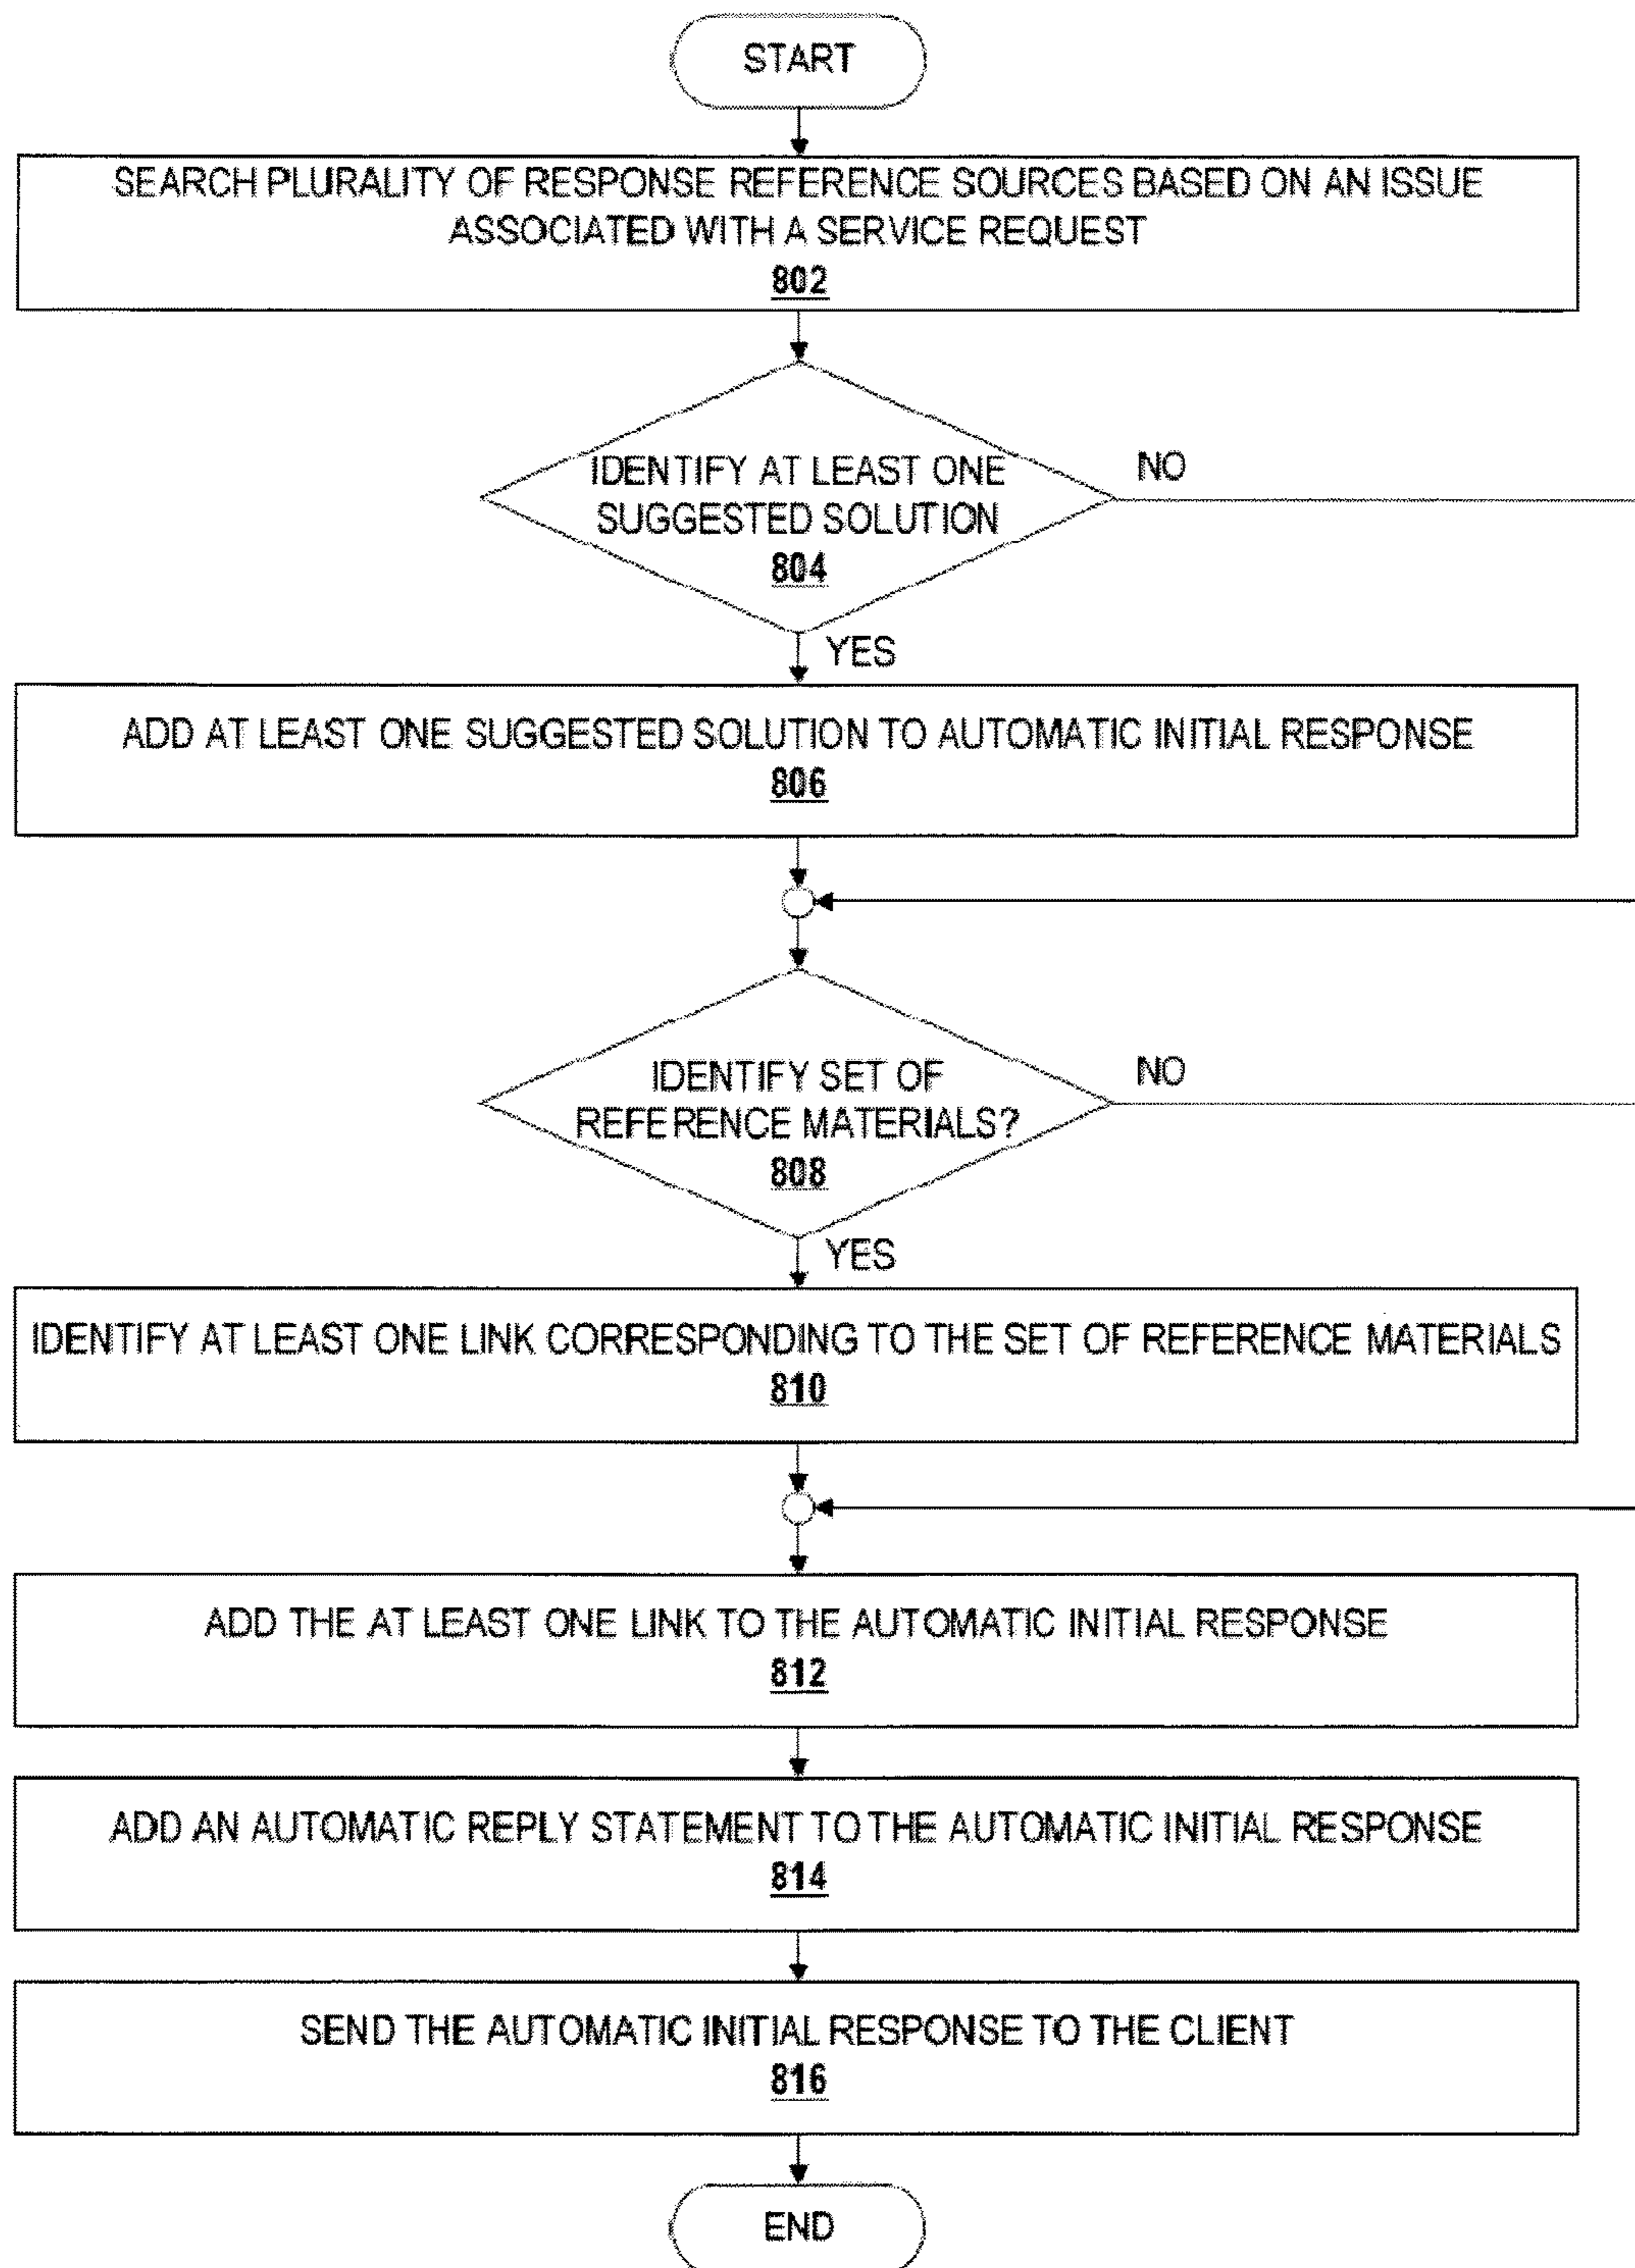 START
SEARCH PLURALITY OF RESPONSE REFERENCE SOURCES BASED ON AN ISSUE
ASSOCIATED WITH A SERVICE REQUEST
802
IDENTIFY AT LEAST ONE
SUGGESTED SOLUTION
804
NO
YES
ADD AT LEAST ONE SUGGESTED SOLUTION TO AUTOMATIC INITIAL RESPONSE
806
IDENTIFY SET OF
REFERENCE MATERIALS?
808
NO
YES
IDENTIFY AT LEAST ONE LINK CORRESPONDING TO THE SET OF REFERENCE MATERIALS
810
ADD THE AT LEAST ONE LINK TO THE AUTOMATIC INITIAL RESPONSE
812
ADD AN AUTOMATIC REPLY STATEMENT TO THE AUTOMATIC INITIAL RESPONSE
814
SEND THE AUTOMATIC INITIAL RESPONSE TO THE CLIENT
816
END